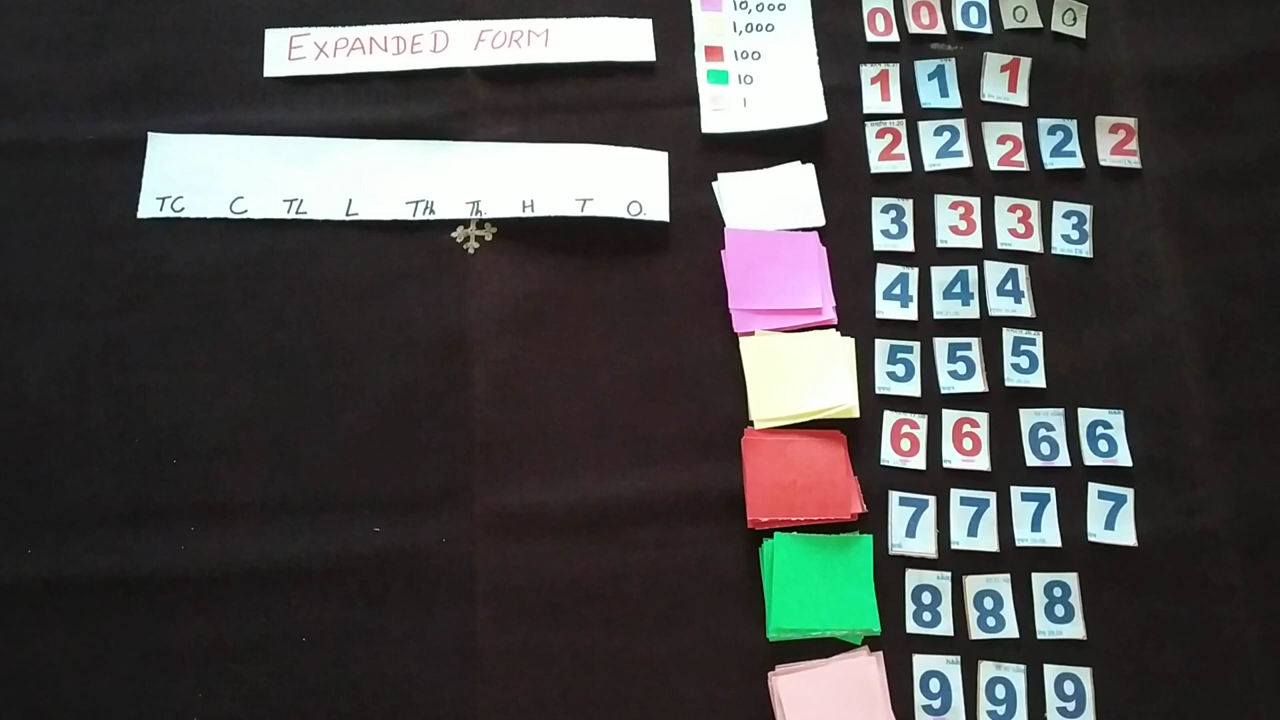 EXPANDED FORM
TC C TL L TH Th. H T O.
10,000
1,000
100
10
1
0 0 0 0 0
1 1 1
2 2 2 2 2
3 3 3 3
4 4 4
5 5 5
6 6 6 6
7 7 7 7
8 8 8
9 9 9